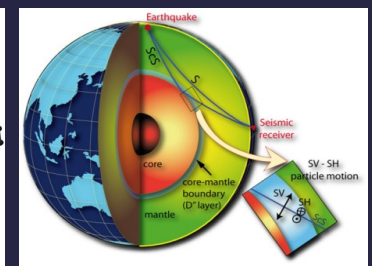 Earthquake
ScS
S
Seismic
receiver
SV - SH
particle motion
core
core-mantle
boundary
(D" layer)
mantle
SV
SH
ScS